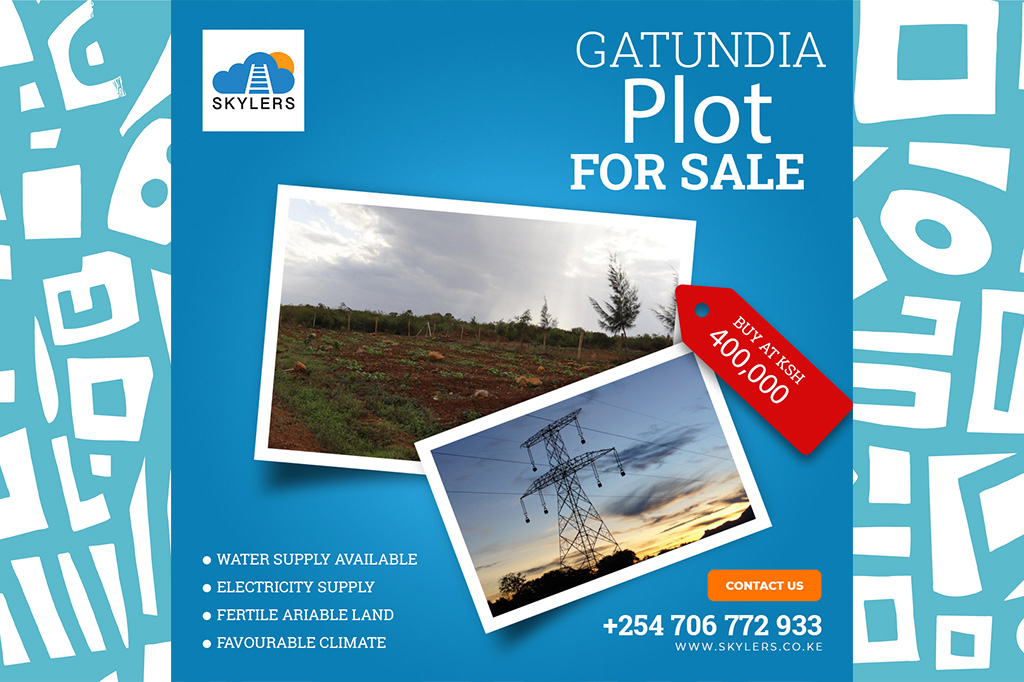 SKYLERS
GATUNDIA
Plot
FOR SALE
BUY AT KSH
400,000
WATER SUPPLY AVAILABLE
ELECTRICITY SUPPLY
FERTILE ARIABLE LAND
FAVOURABLE CLIMATE
CONTACT US
+254 706 772 933
WWW.SKYLERS.CO.KE